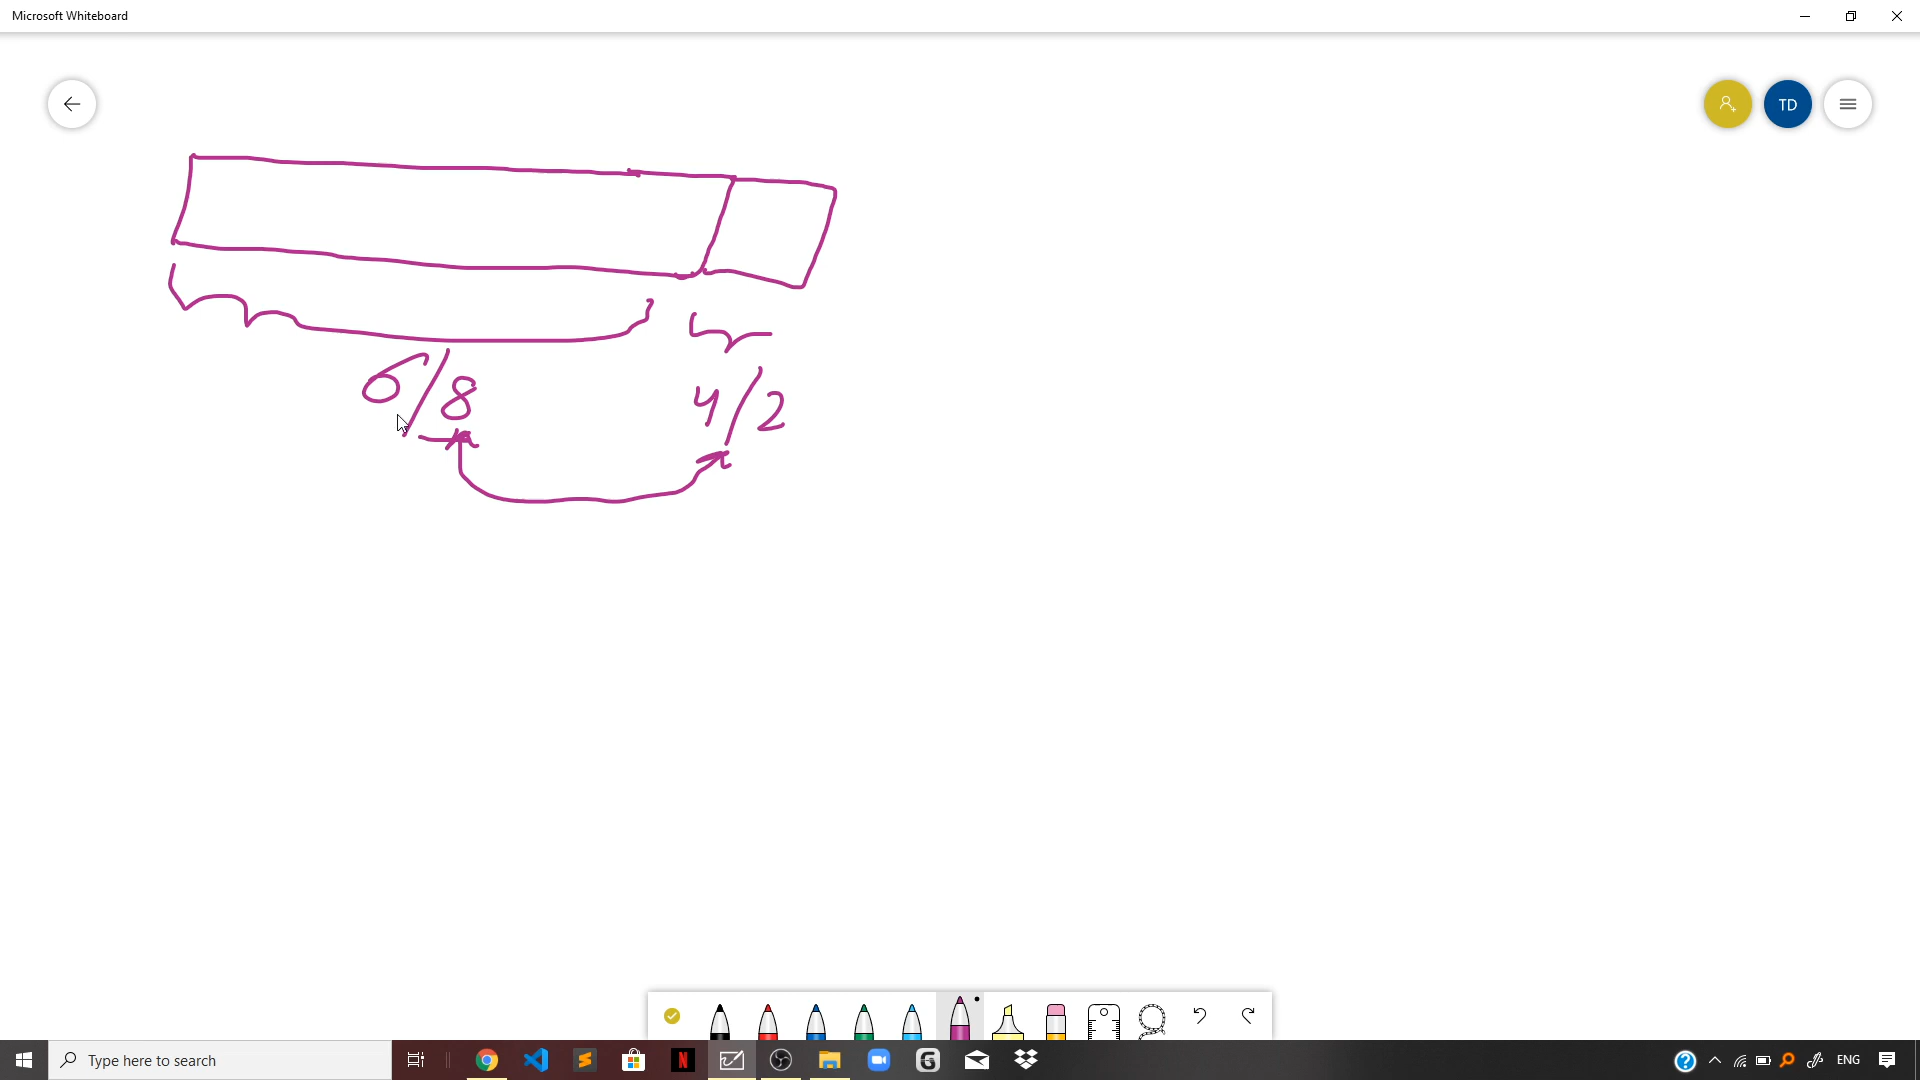 Microsoft Whiteboard
TD
6/8
4/2
Type here to search
ENG